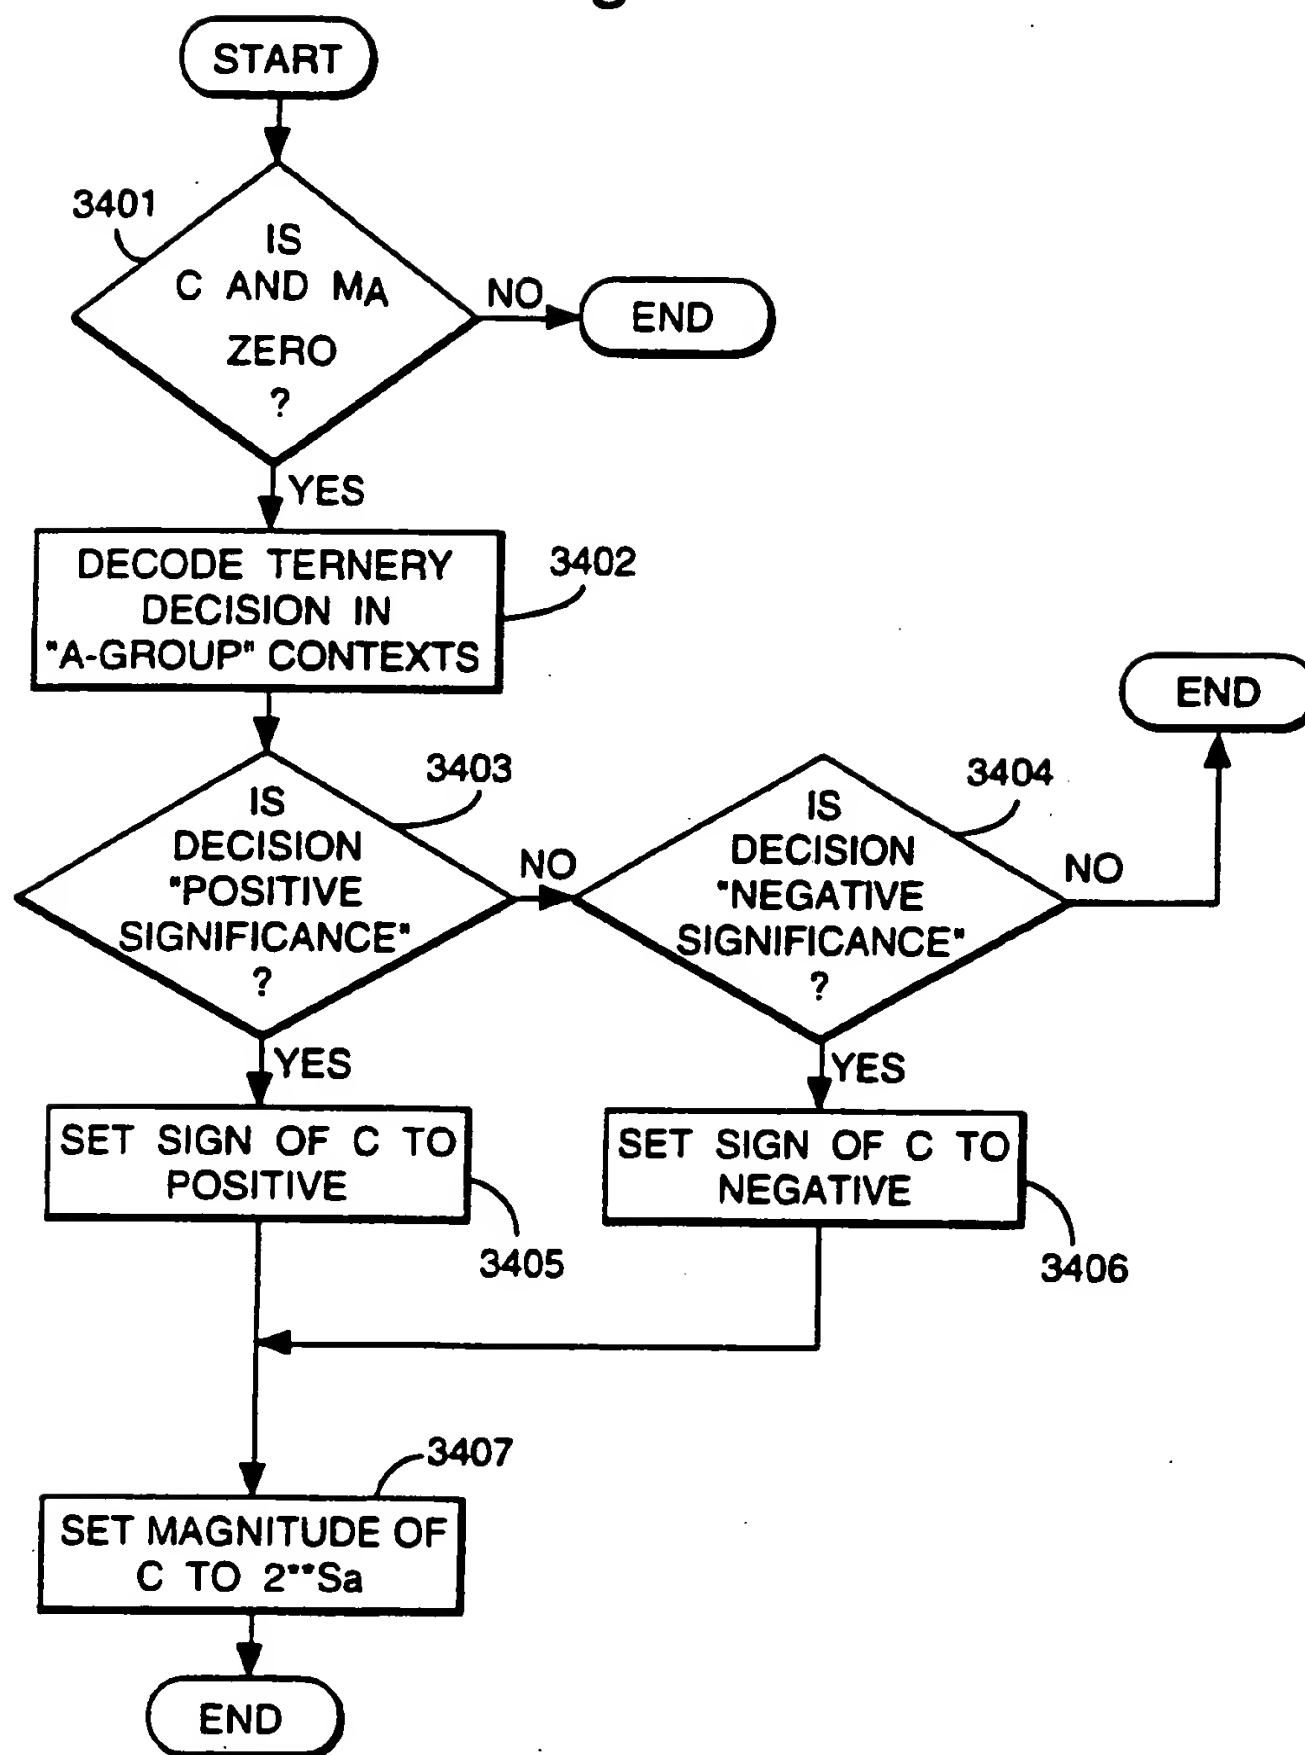 START
3401
IS
C AND MA
ZERO
?
NO
END
YES
DECODE TERNERY
DECISION IN
"A-GROUP" CONTEXTS
3402
END
3403
IS
DECISION
"POSITIVE
SIGNIFICANCE"
?
NO
3404
IS
DECISION
"NEGATIVE
SIGNIFICANCE"
?
NO
YES
YES
SET SIGN OF C TO
POSITIVE
3405
SET SIGN OF C TO
NEGATIVE
3406
3407
SET MAGNITUDE OF
C TO 2**Sa
END